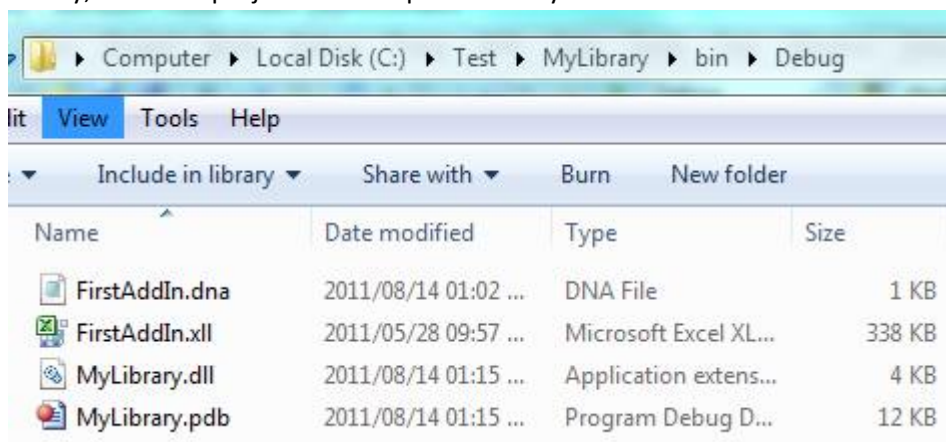 Computer Local Disk (C:) Test MyLibrary bin Debug
View Tools Help
Include in library Share with Burn New folder
Name Date modified Type Size
FirstAddIn.dna 2011/08/14 01:02 ... DNA File 1 KB
FirstAddIn.xll 2011/05/28 09:57 ... Microsoft Excel XL... 338 KB
MyLibrary.dll 2011/08/14 01:15 ... Application extens... 4 KB
MyLibrary.pdb 2011/08/14 01:15 ... Program Debug D... 12 KB